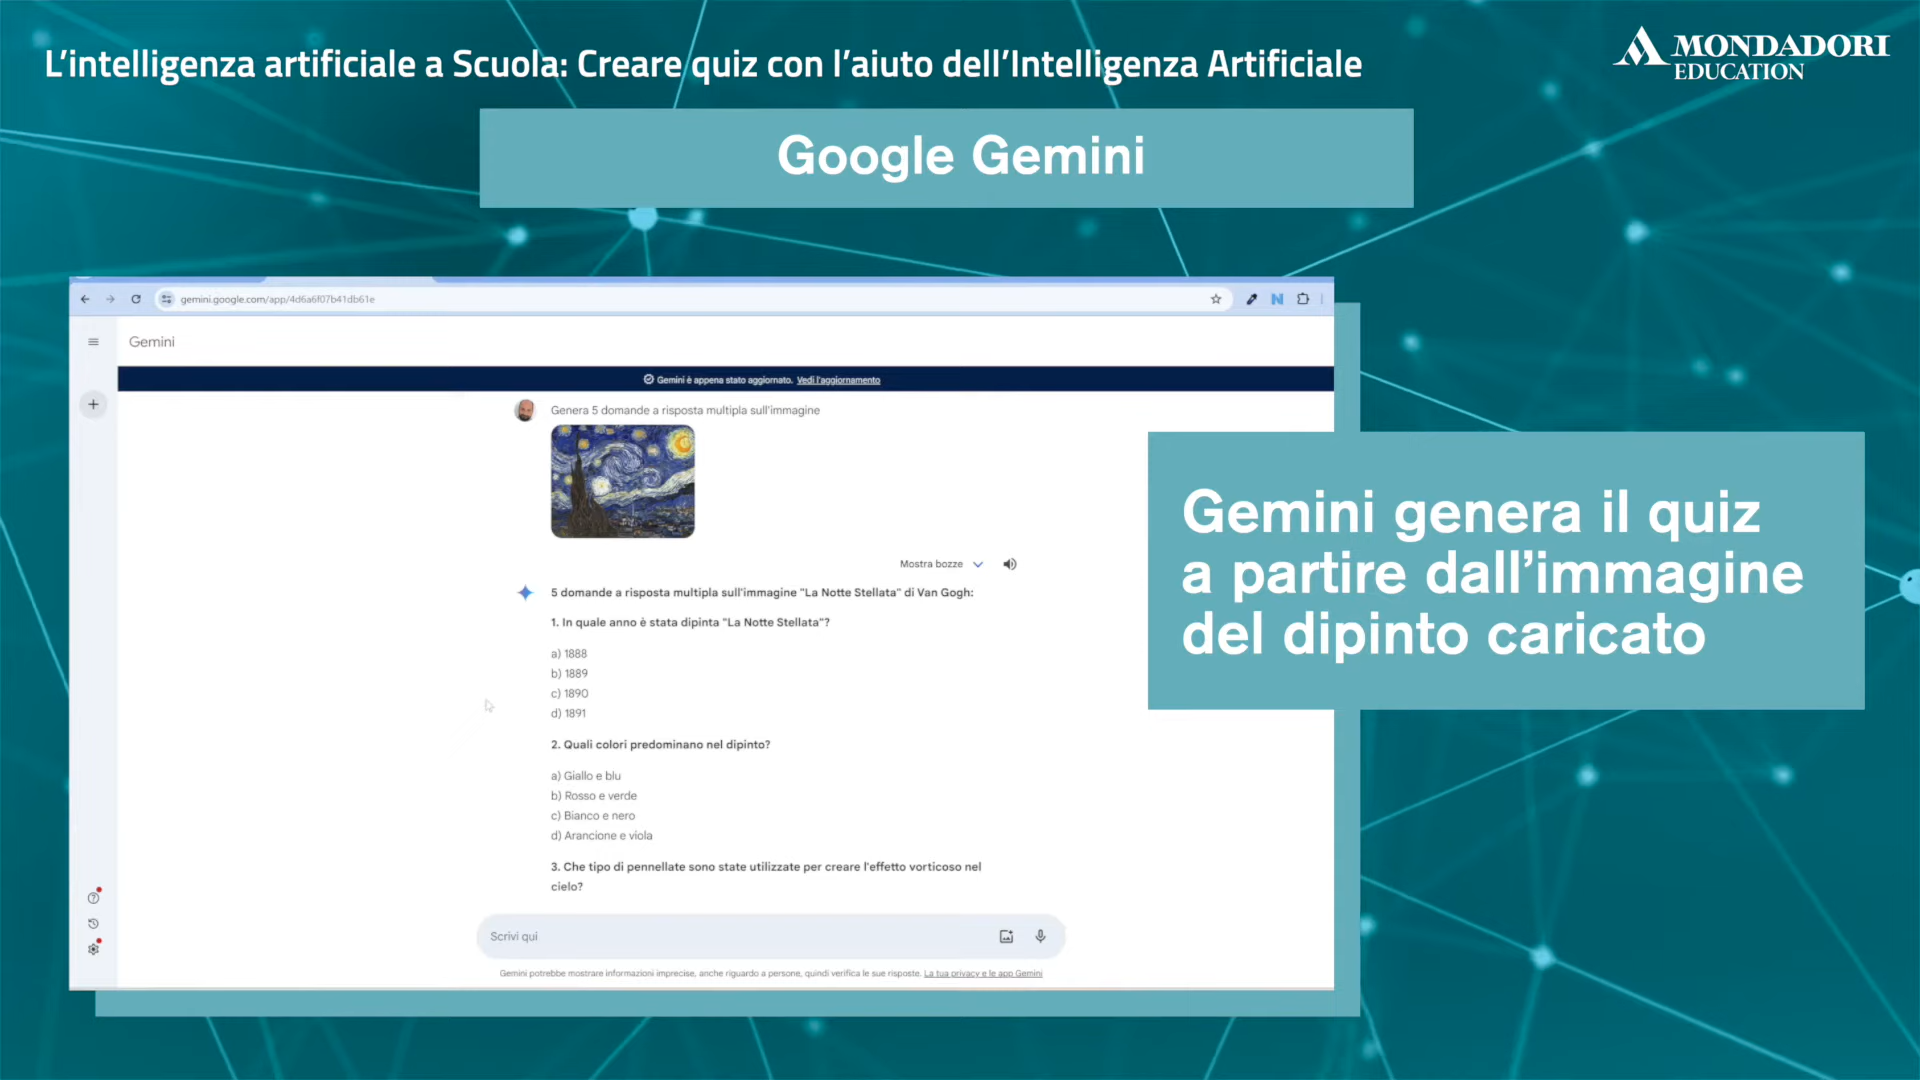 L'intelligenza artificiale a Scuola: Creare quiz con l'aiuto dell'Intelligenza Artificiale
MONDADORI
EDUCATION
Google Gemini
gemini.google.com/app/4d6a6f07b41db61e
Gemini
Gemini è appena stato aggiornato. Vedi l'aggiornamento
Genera 5 domande a risposta multipla sull'immagine
Mostra bozze
5 domande a risposta multipla sull'immagine "La Notte Stellata" di Van Gogh:
1. In quale anno è stata dipinta "La Notte Stellata"?
a) 1888
b) 1889
c) 1890
d) 1891
2. Quali colori predominano nel dipinto?
a) Giallo e blu
b) Rosso e verde
c) Bianco e nero
d) Arancione e viola
3. Che tipo di pennellate sono state utilizzate per creare l'effetto vorticoso nel
cielo?
Scrivi qui
Gemini potrebbe mostrare informazioni imprecise, anche riguardo a persone, quindi verifica le sue risposte. La tua privacy e le app Gemini
Gemini genera il quiz
a partire dall'immagine
del dipinto caricato